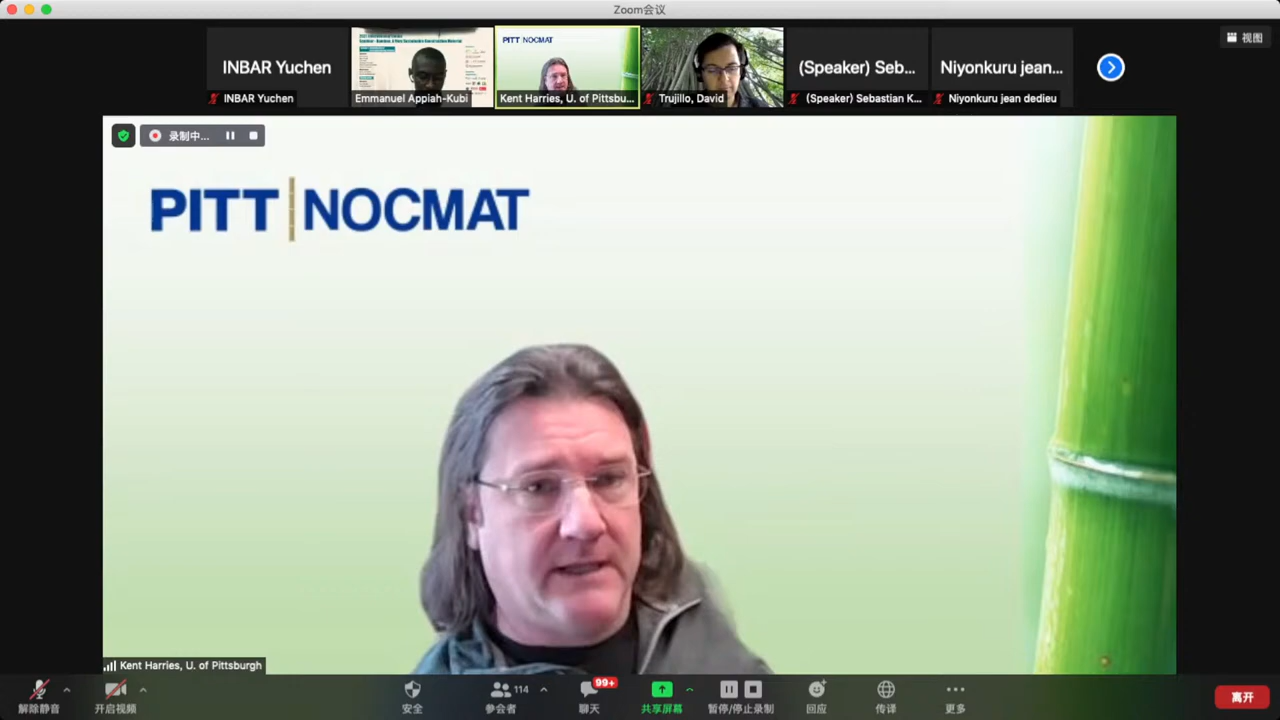 Zoom会议
INBAR Yuchen
INBAR Yuchen
Emmanuel Appiah-Kubi
PITT NOCMAT
Kent Harries, U. of Pittsbu...
Trujillo, David
(Speaker) Seb...
(Speaker) Sebastian K...
Niyonkuru jean...
Niyonkuru jean dedieu
视图
录制中...
PITT NOCMAT
Kent Harries, U. of Pittsburgh
解除静音
开启视频
安全
114
参会者
99+
聊天
共享屏幕
暂停/停止录制
回应
传译
更多
离开